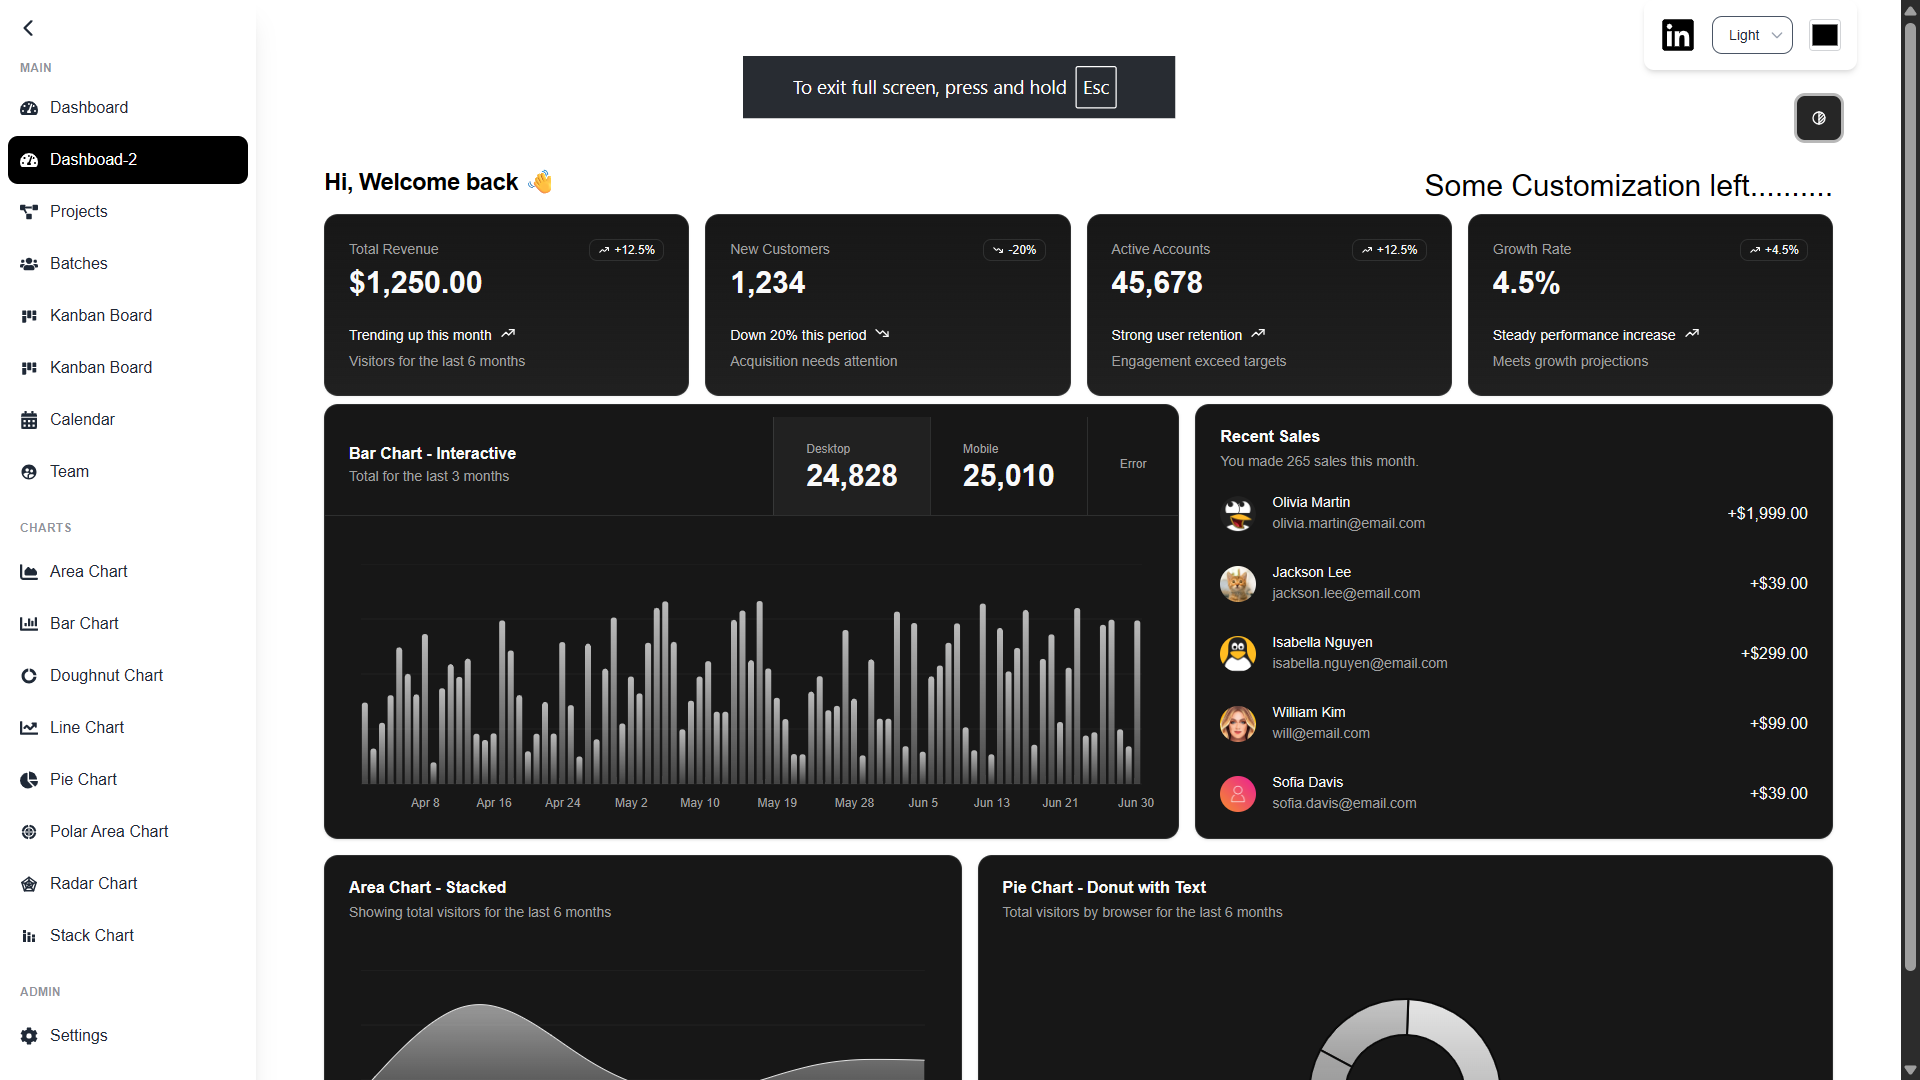 MAIN
Dashboard
Dashboad-2
Projects
Batches
Kanban Board
Kanban Board
Calendar
Team
CHARTS
Area Chart
Bar Chart
Doughnut Chart
Line Chart
Pie Chart
Polar Area Chart
Radar Chart
Stack Chart
ADMIN
Settings
in
Light
To exit full screen, press and hold Esc
Hi, Welcome back 👋
Some Customization left..........
Total Revenue
+12.5%
$1,250.00
Trending up this month
Visitors for the last 6 months
New Customers
-20%
1,234
Down 20% this period
Acquisition needs attention
Active Accounts
+12.5%
45,678
Strong user retention
Engagement exceed targets
Growth Rate
+4.5%
4.5%
Steady performance increase
Meets growth projections
Bar Chart - Interactive
Total for the last 3 months
Desktop
24,828
Mobile
25,010
Error
Apr 8 Apr 16 Apr 24 May 2 May 10 May 19 May 28 Jun 5 Jun 13 Jun 21 Jun 30
Recent Sales
You made 265 sales this month.
Olivia Martin
olivia.martin@email.com
+$1,999.00
Jackson Lee
jackson.lee@email.com
+$39.00
Isabella Nguyen
isabella.nguyen@email.com
+$299.00
William Kim
will@email.com
+$99.00
Sofia Davis
sofia.davis@email.com
+$39.00
Area Chart - Stacked
Showing total visitors for the last 6 months
Pie Chart - Donut with Text
Total visitors by browser for the last 6 months